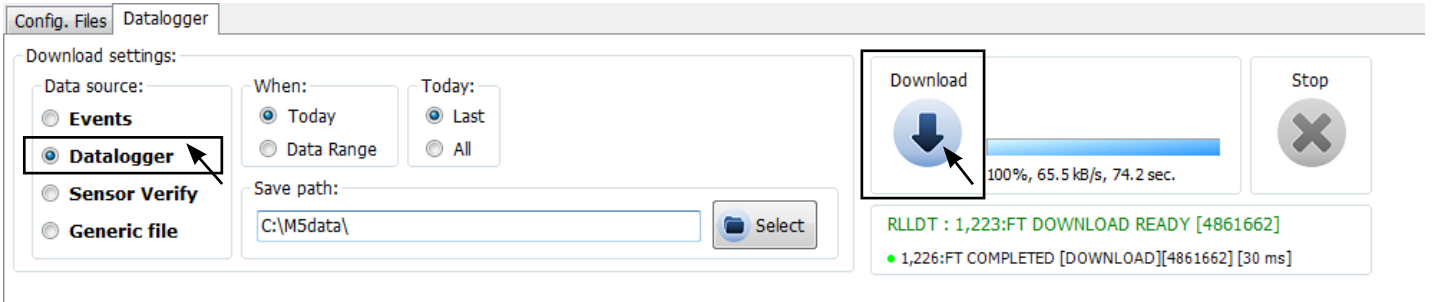 Config. Files Datalogger
Download settings:
Data source:
Events
Datalogger
Sensor Verify
Generic file
When:
Today
Data Range
Today:
Last
All
Save path:
C:\M5data\
Select
Download
100%, 65.5 kB/s, 74.2 sec.
Stop
RLLDT : 1,223:FT DOWNLOAD READY [4861662]
1,226:FT COMPLETED [DOWNLOAD][4861662] [30 ms]